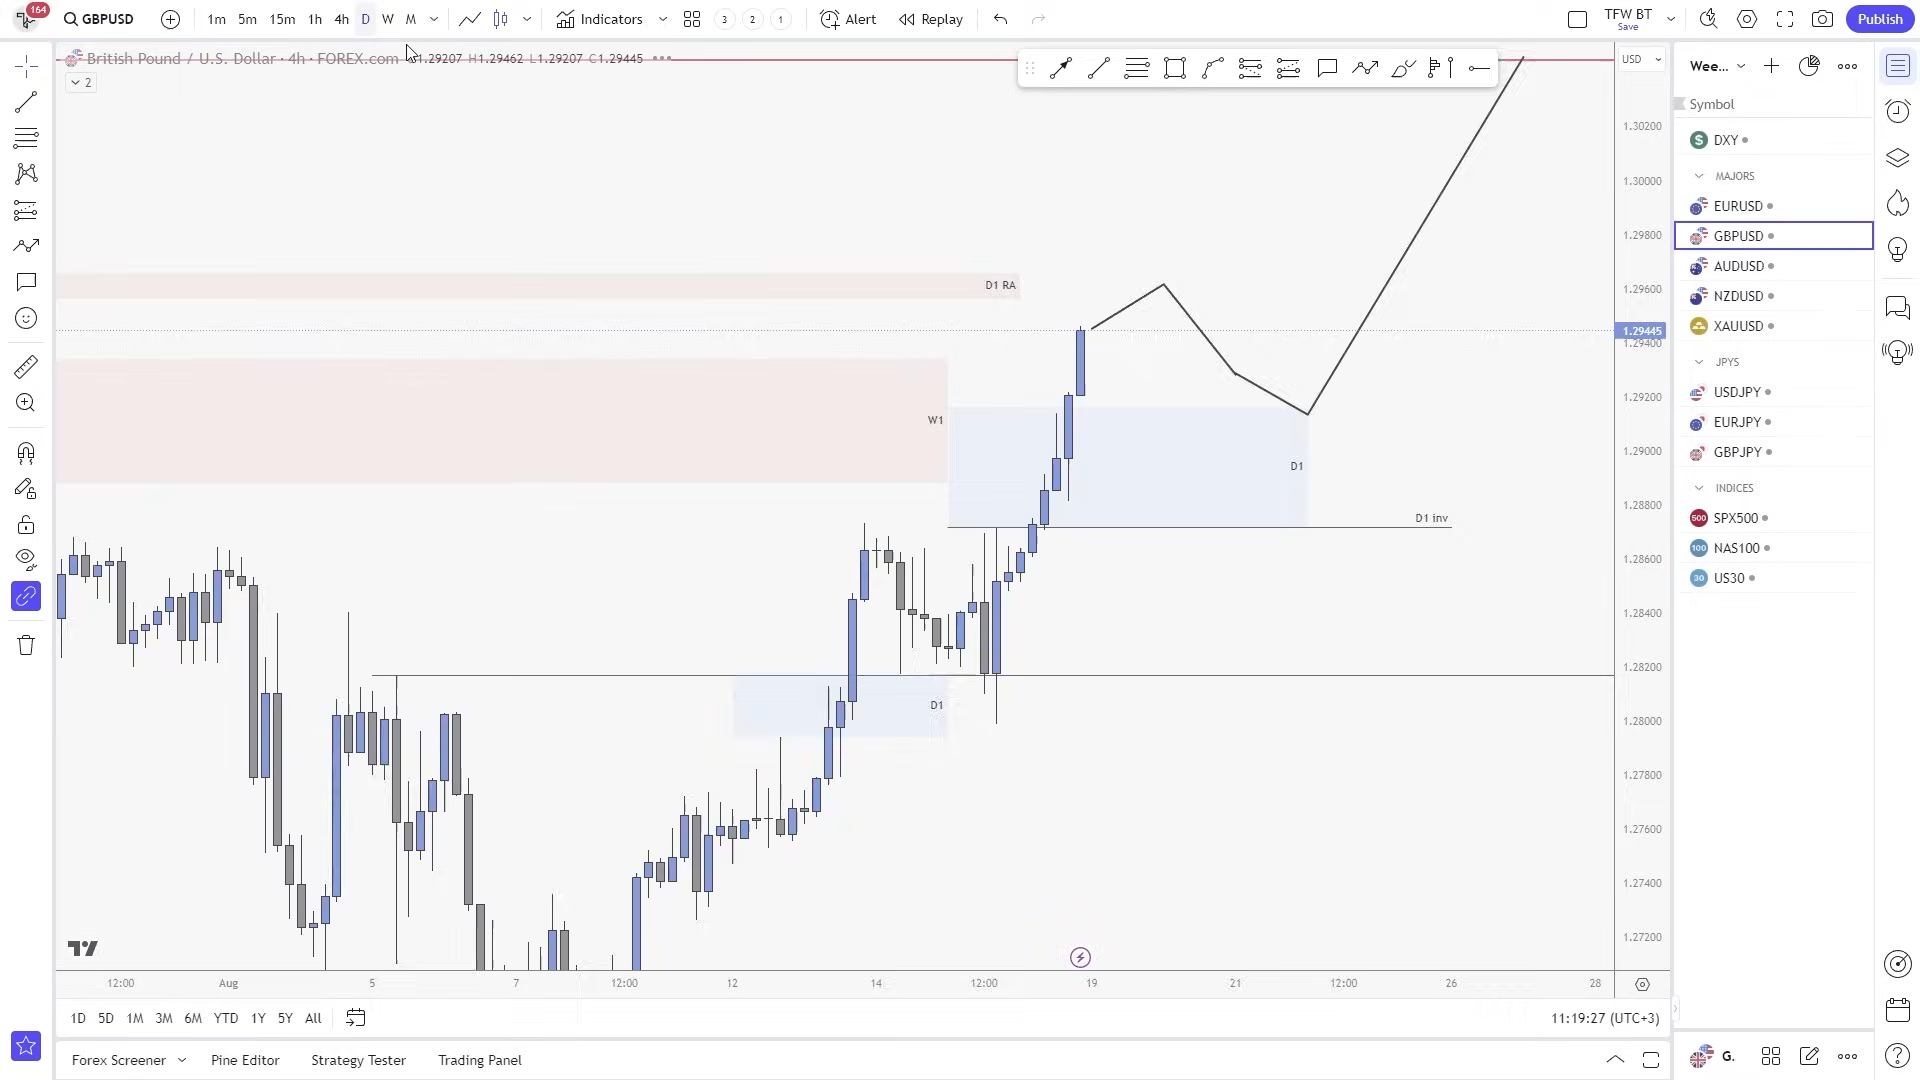 164
GBPUSD
1m 5m 15m 1h 4h D W M
Indicators
3 2 1
Alert
Replay
TFW BT
Save
Publish
British Pound / U.S. Dollar · 4h · FOREX.com
1.29207 H1.29462 L1.29207 C1.29445
2
USD
1.30200
1.30000
1.29800
1.29600
1.29445
1.29400
1.29200
1.29000
1.28800
1.28600
1.28400
1.28200
1.28000
1.27800
1.27600
1.27400
1.27200
D1 RA
W1
D1
D1 inv
D1
12:00 Aug 5 7 12:00 12 14 12:00 19 21 12:00 26 28
1D 5D 1M 3M 6M YTD 1Y 5Y All
11:19:27 (UTC+3)
Forex Screener Pine Editor Strategy Tester Trading Panel
Wee...
Symbol
DXY
MAJORS
EURUSD
GBPUSD
AUDUSD
NZDUSD
XAUUSD
JPYS
USDJPY
EURJPY
GBPJPY
INDICES
500 SPX500
100 NAS100
30 US30
G.